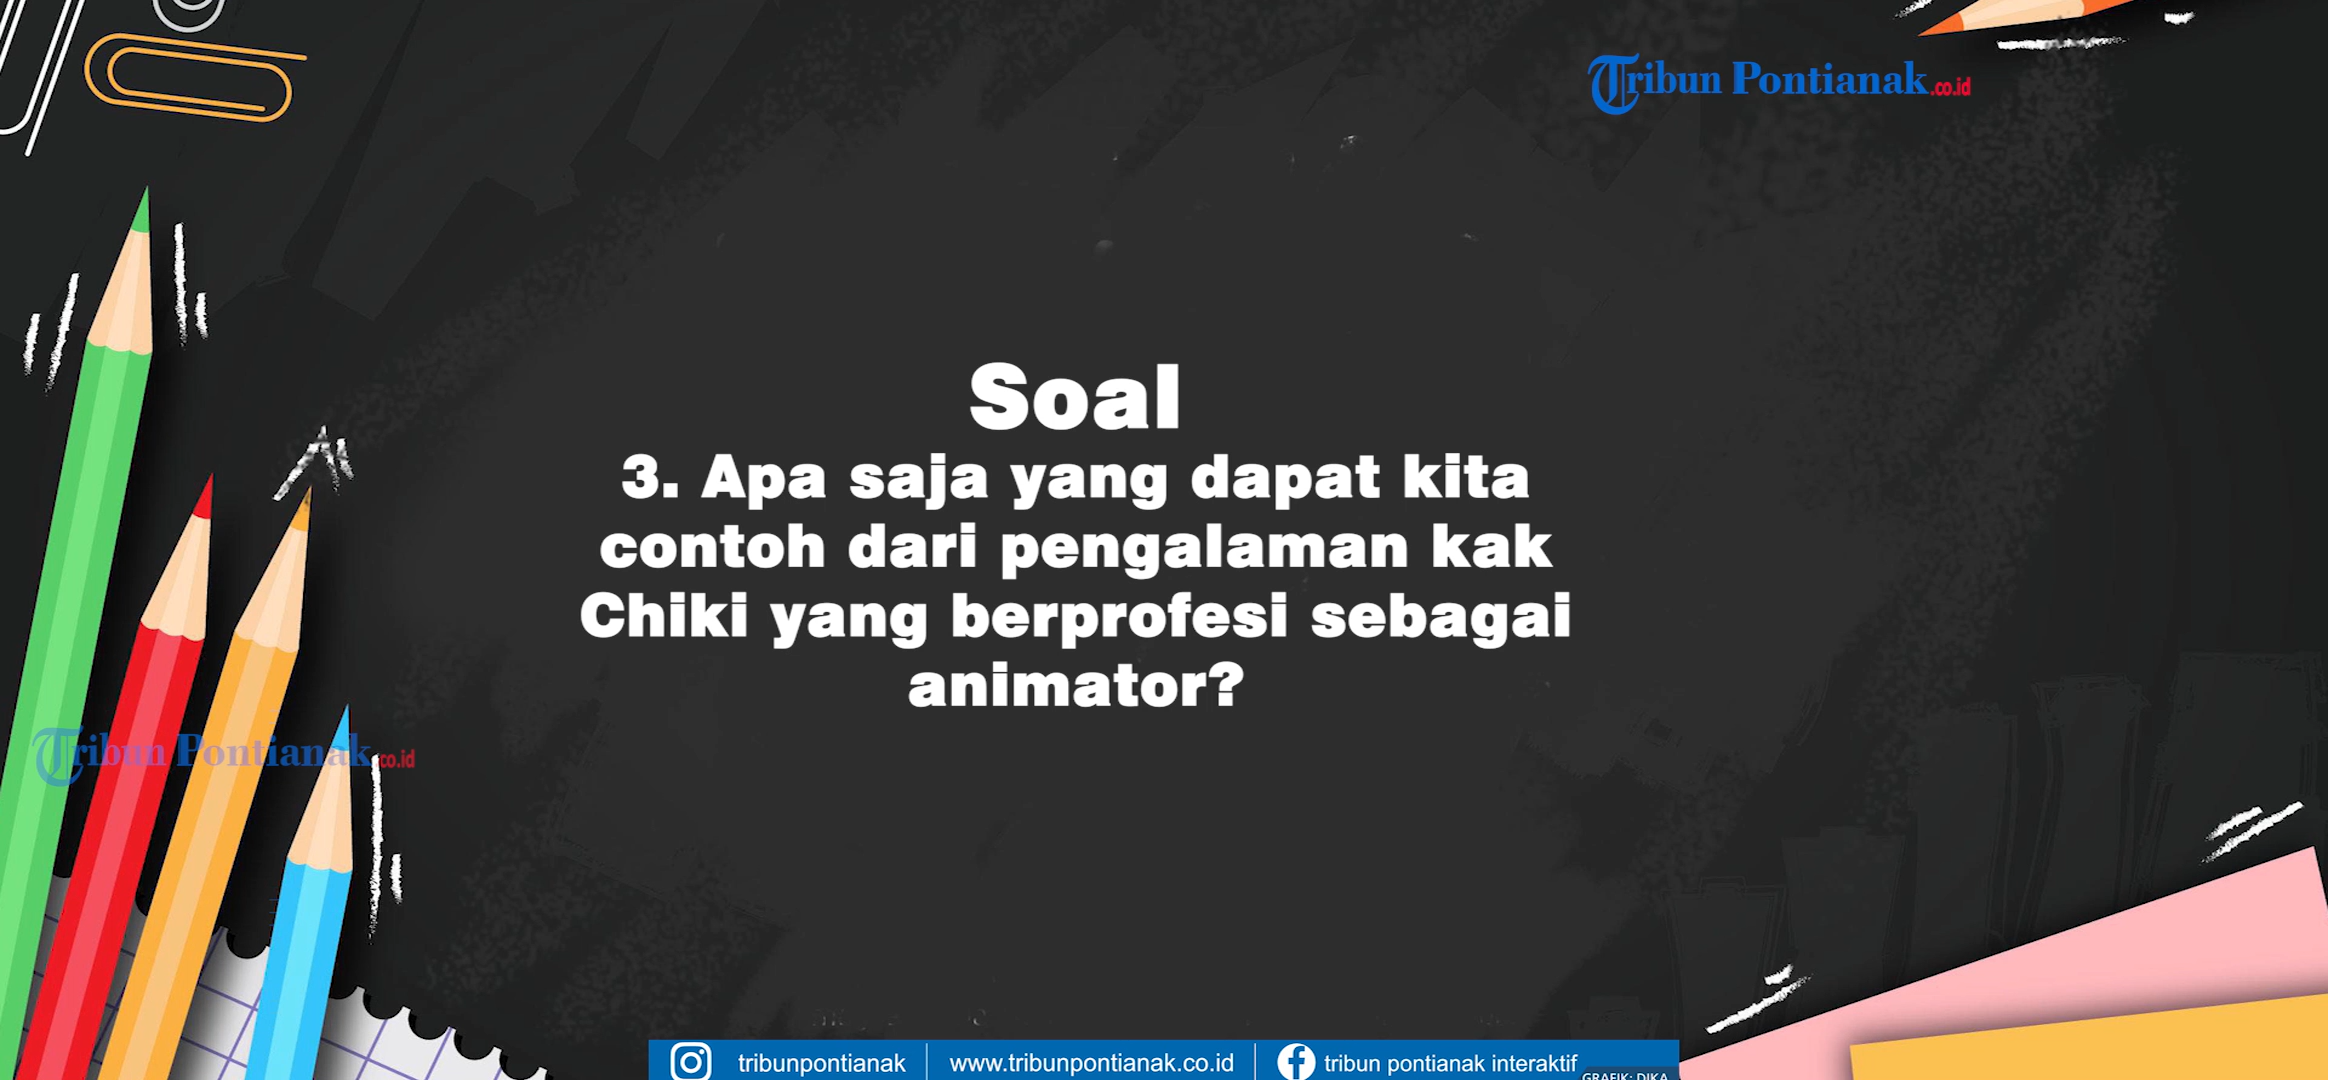 Tribun Pontianak.co.id
Soal
3. Apa saja yang dapat kita
contoh dari pengalaman kak
Chiki yang berprofesi sebagai
animator?
Tribun Pontianak.co.id
tribunpontianak
www.tribunpontianak.co.id
tribun pontianak interaktif
GRAFIK: DIKA